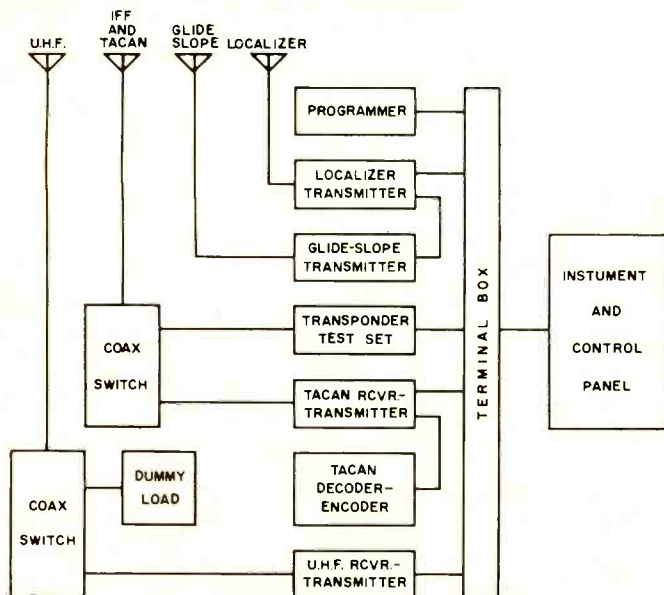 U.H.F.
IFF
AND
TACAN
GLIDE
SLOPE
LOCALIZER
PROGRAMMER
LOCALIZER
TRANSMITTER
GLIDE-SLOPE
TRANSMITTER
TRANSPONDER
TEST SET
COAX
SWITCH
TACAN RCVR.-
TRANSMITTER
TACAN
DECODER-
ENCODER
DUMMY
LOAD
COAX
SWITCH
U.H.F. RCVR.-
TRANSMITTER
TERMINAL BOX
INSTUMENT
AND
CONTROL
PANEL